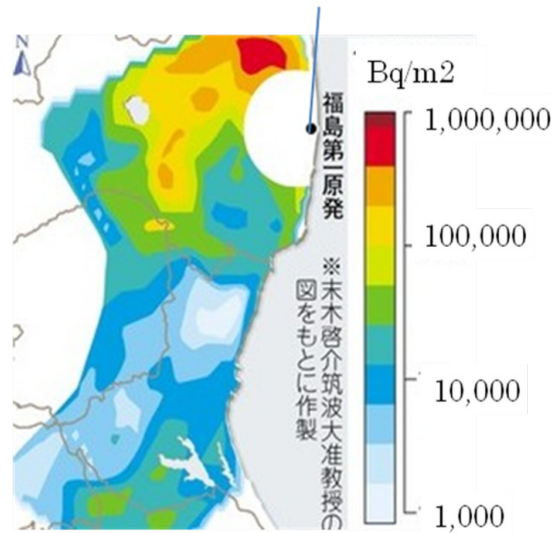 N
Bq/m2
1,000,000
100,000
10,000
1,000
福島第一原発
※末木啓介筑波大准教授の
図をもとに作製